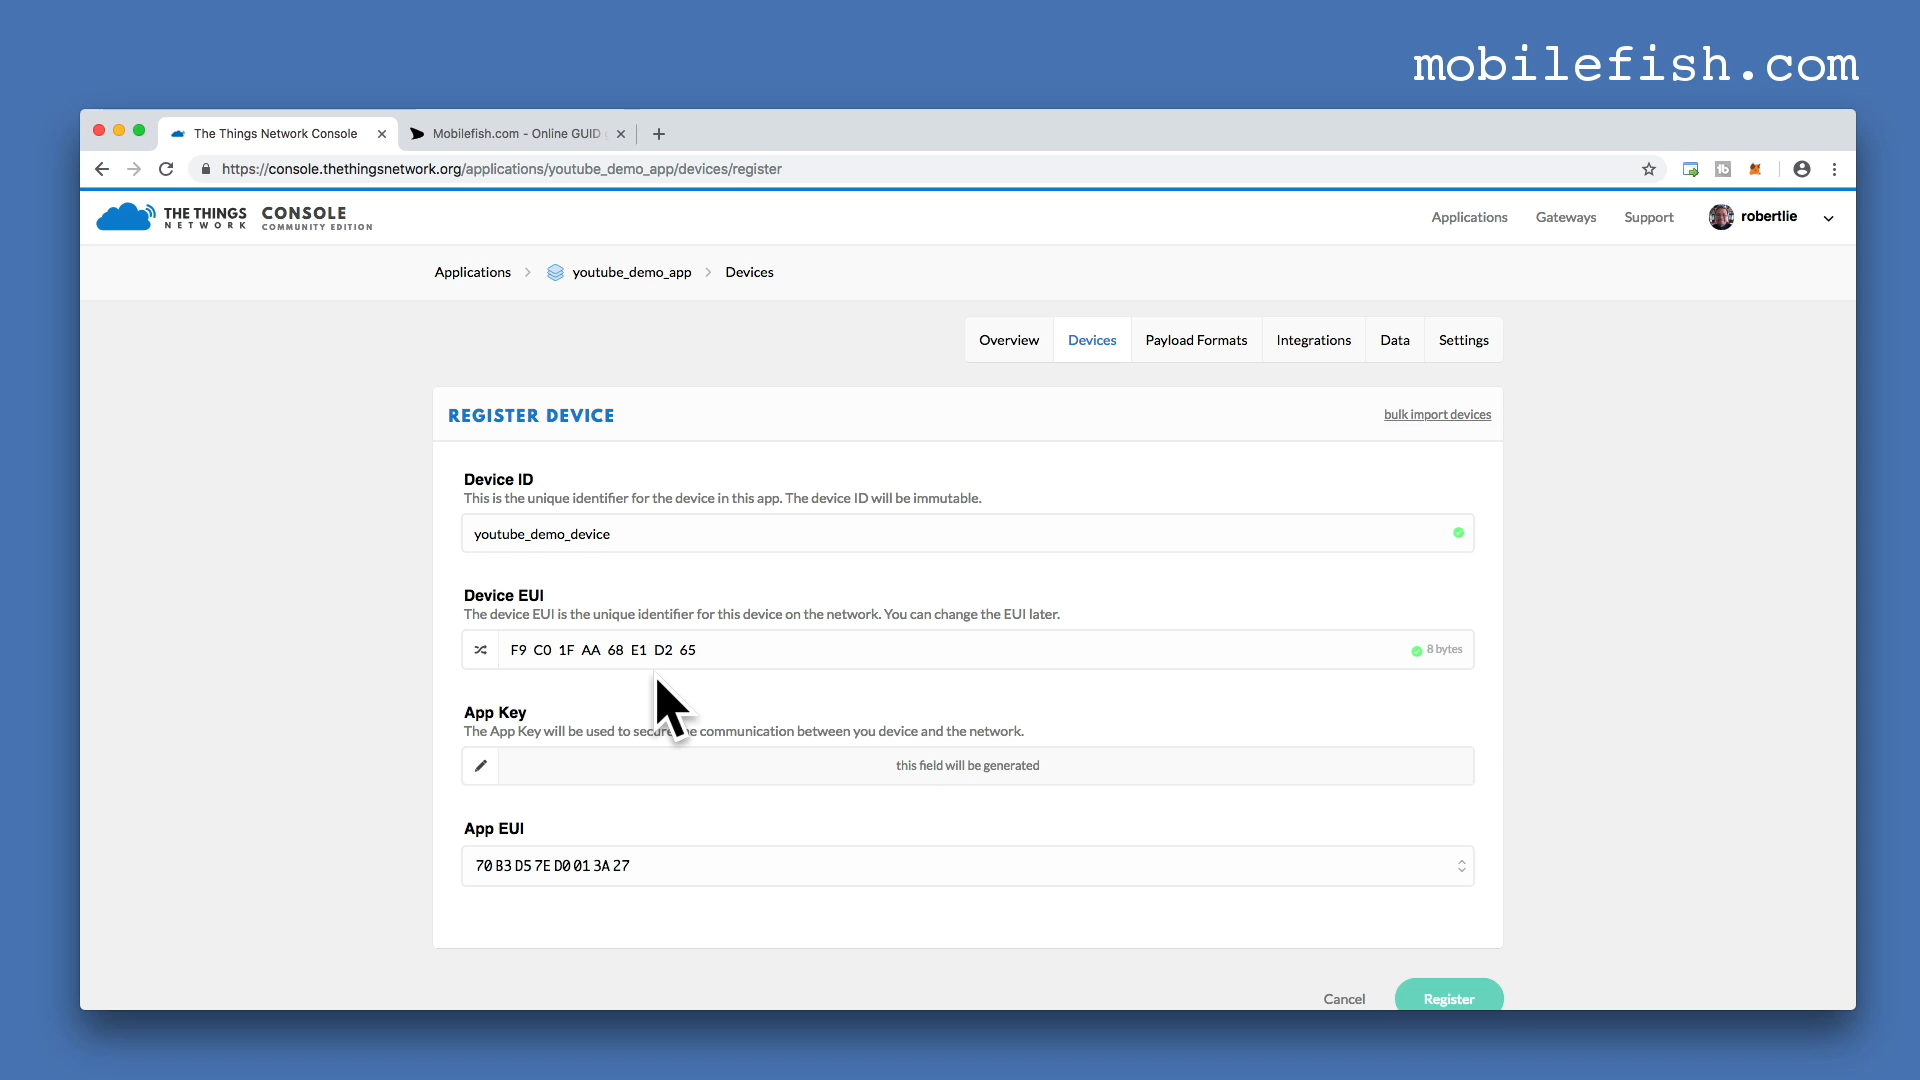 mobilefish.com
The Things Network Console
Mobilefish.com - Online GUID
https://console.thethingsnetwork.org/applications/youtube_demo_app/devices/register
THE THINGS NETWORK
CONSOLE
COMMUNITY EDITION
Applications
Gateways
Support
robertlie
Applications
youtube_demo_app
Devices
Overview
Devices
Payload Formats
Integrations
Data
Settings
REGISTER DEVICE
bulk import devices
Device ID
This is the unique identifier for the device in this app. The device ID will be immutable.
youtube_demo_device
Device EUI
The device EUI is the unique identifier for this device on the network. You can change the EUI later.
F9 C0 1F AA 68 E1 D2 65
8 bytes
App Key
The App Key will be used to secure communication between you device and the network.
this field will be generated
App EUI
70 B3 D5 7E D0 01 3A 27
Cancel
Register